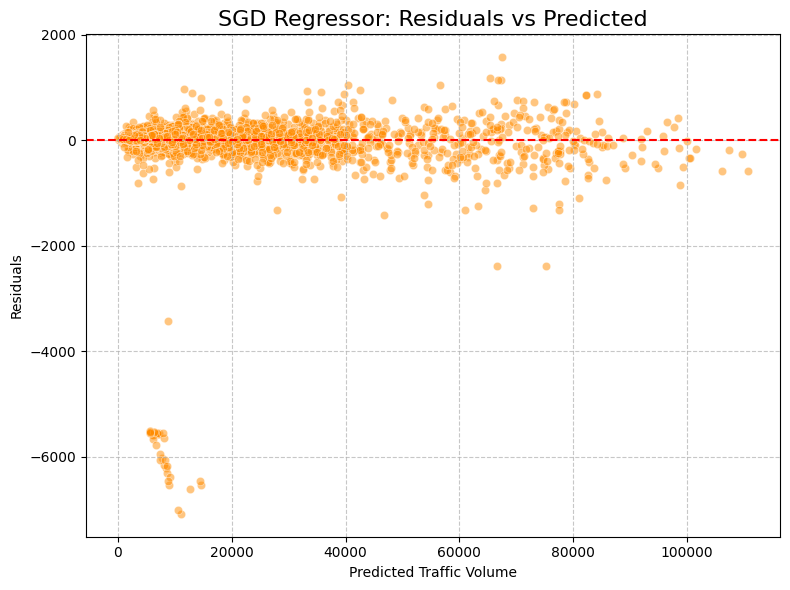 SGD Regressor: Residuals vs Predicted
2000
0
−2000
−4000
−6000
Residuals
0 20000 40000 60000 80000 100000
Predicted Traffic Volume